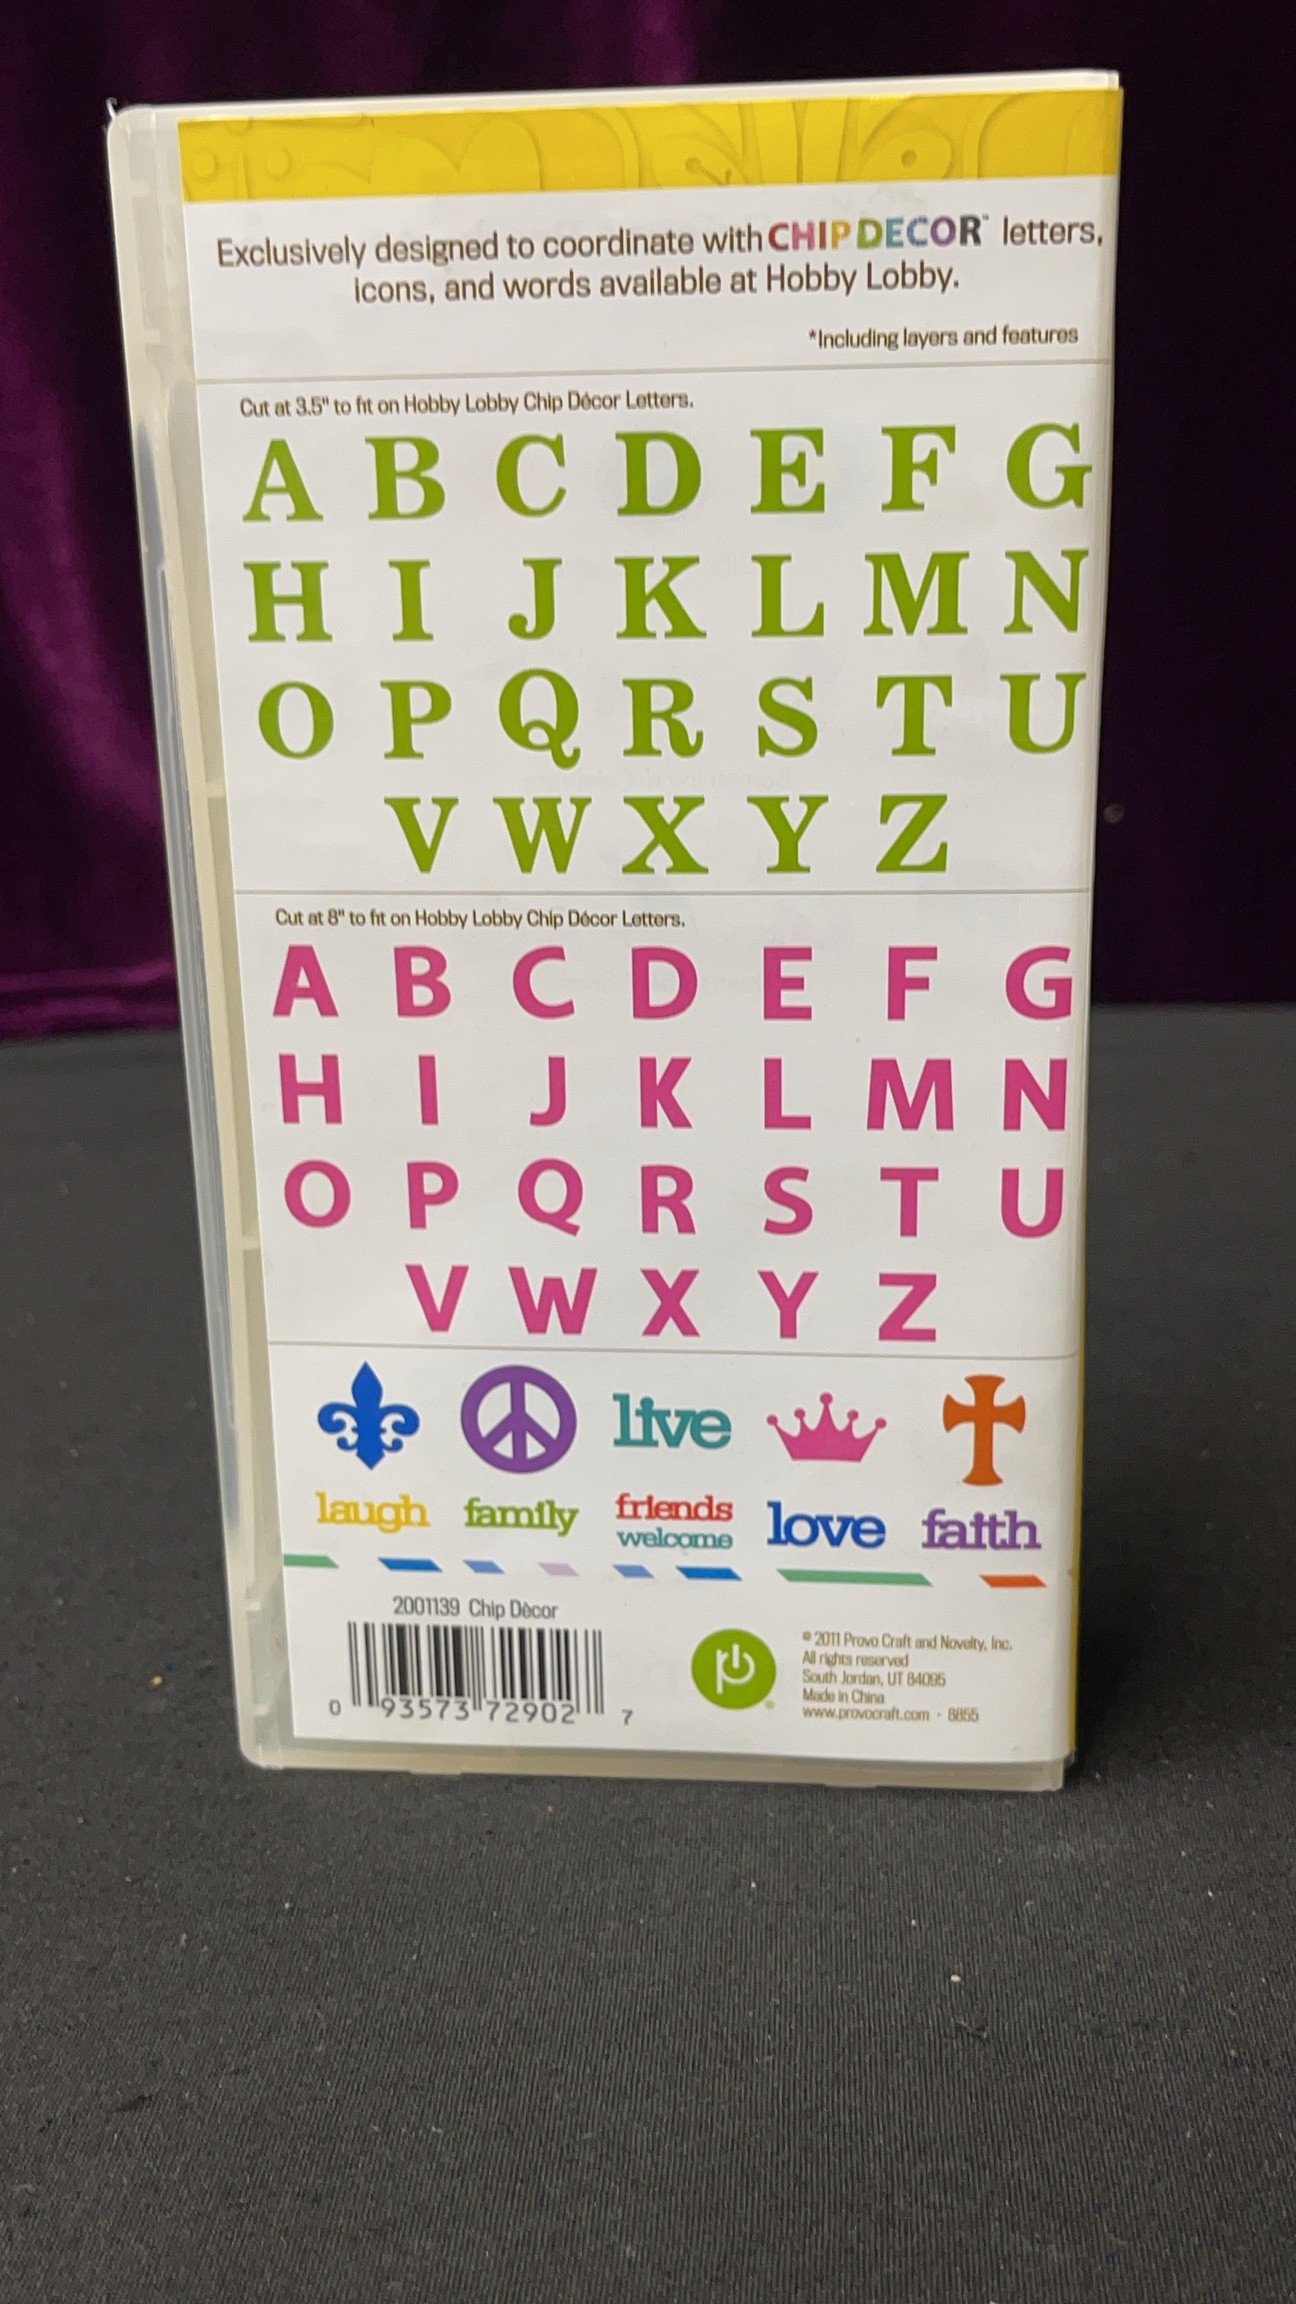 Exclusively designed to coordinate with CHIP DECOR™ letters,
icons, and words available at Hobby Lobby.
*Including layers and features
Cut at 3.5" to fit on Hobby Lobby Chip Décor Letters.
A B C D E F G
H I J K L M N
O P Q R S T U
V W X Y Z
Cut at 8" to fit on Hobby Lobby Chip Décor Letters.
A B C D E F G
H I J K L M N
O P Q R S T U
V W X Y Z
live
laugh family friends welcome love faith
2001139 Chip Dècor
0 93573 72902 7
© 2011 Provo Craft and Novelty, Inc.
All rights reserved
South Jordan, UT 84095
Made in China
www.provocraft.com · 8855